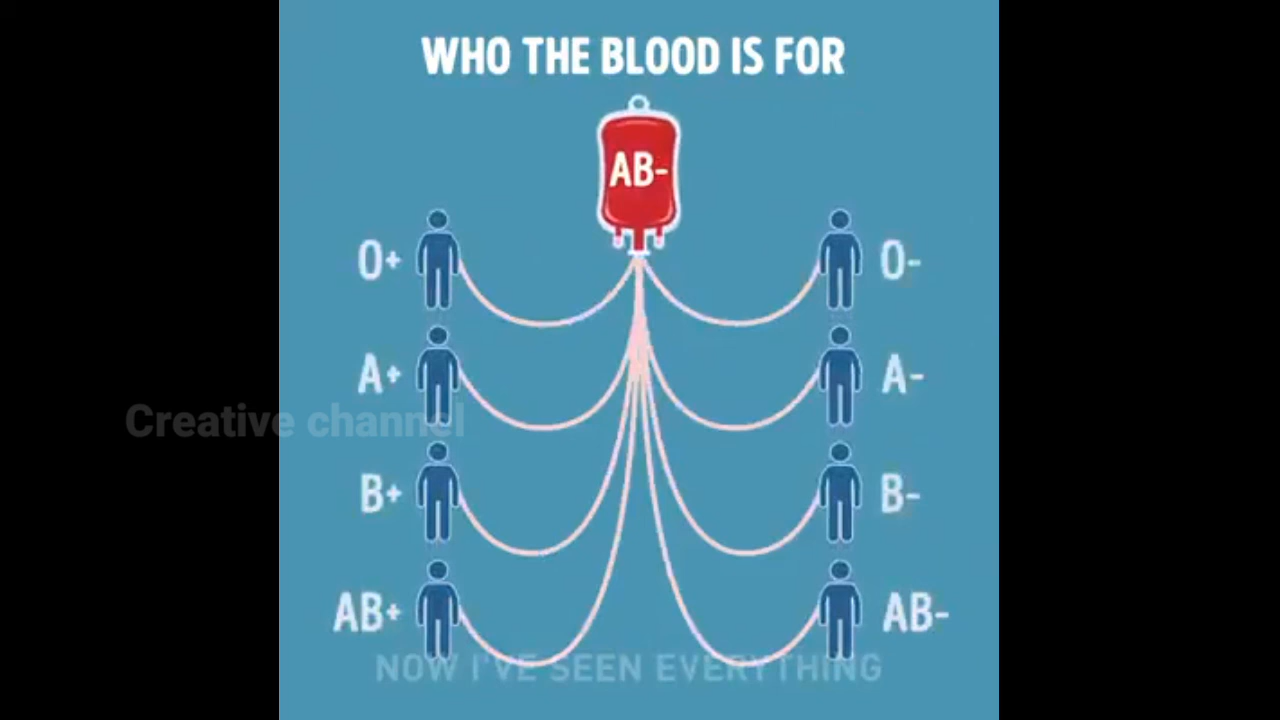 WHO THE BLOOD IS FOR
AB-
O+
O-
A+
A-
Creative channel
B+
B-
AB+
AB-
NOW I'VE SEEN EVERYTHING